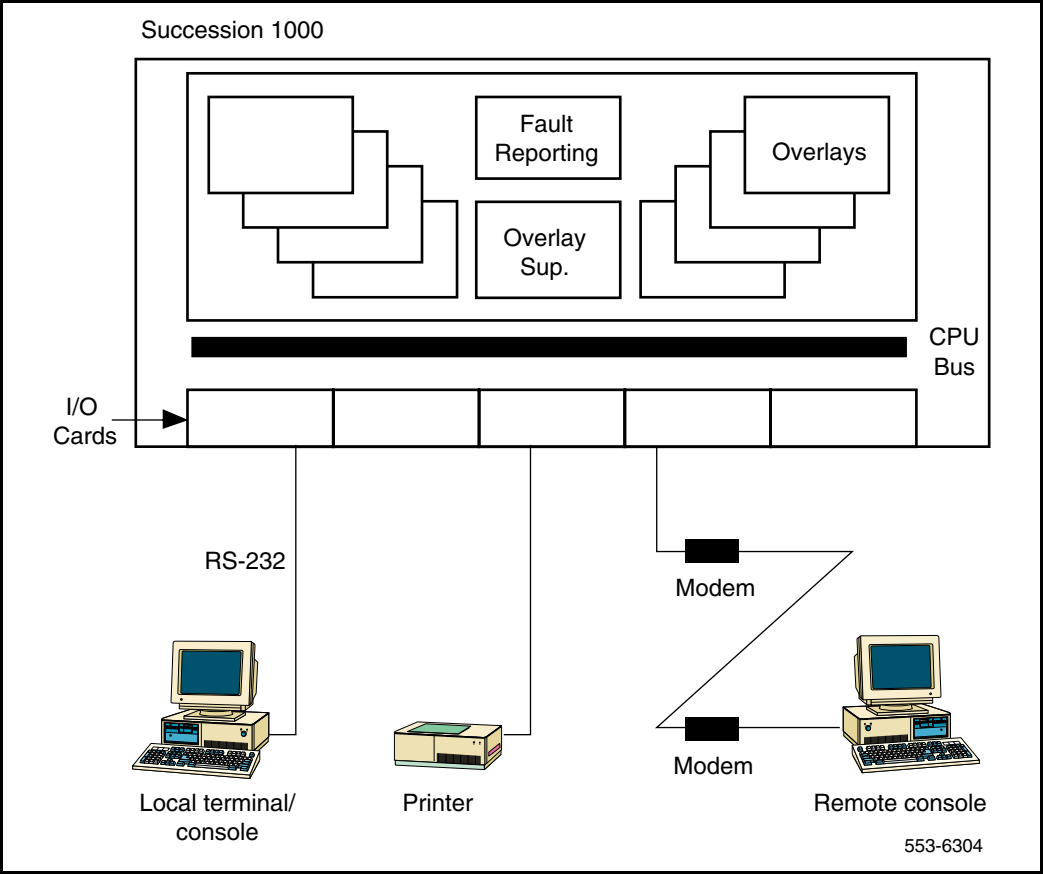 Succession 1000
Fault
Reporting
Overlays
Overlay
Sup.
CPU
Bus
I/O
Cards
RS-232
Modem
Modem
Local terminal/
console
Printer
Remote console
553-6304